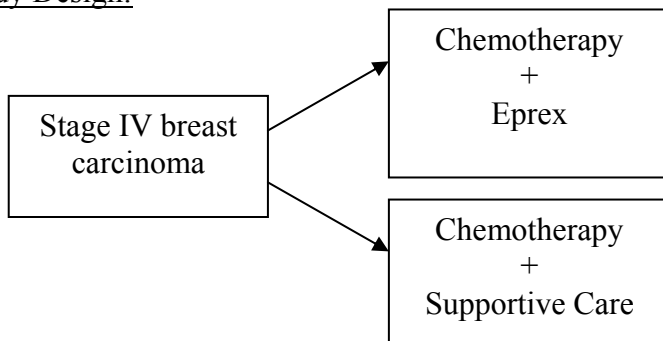 Design:
Chemotherapy
+
Eprex
Stage IV breast
carcinoma
Chemotherapy
+
Supportive Care